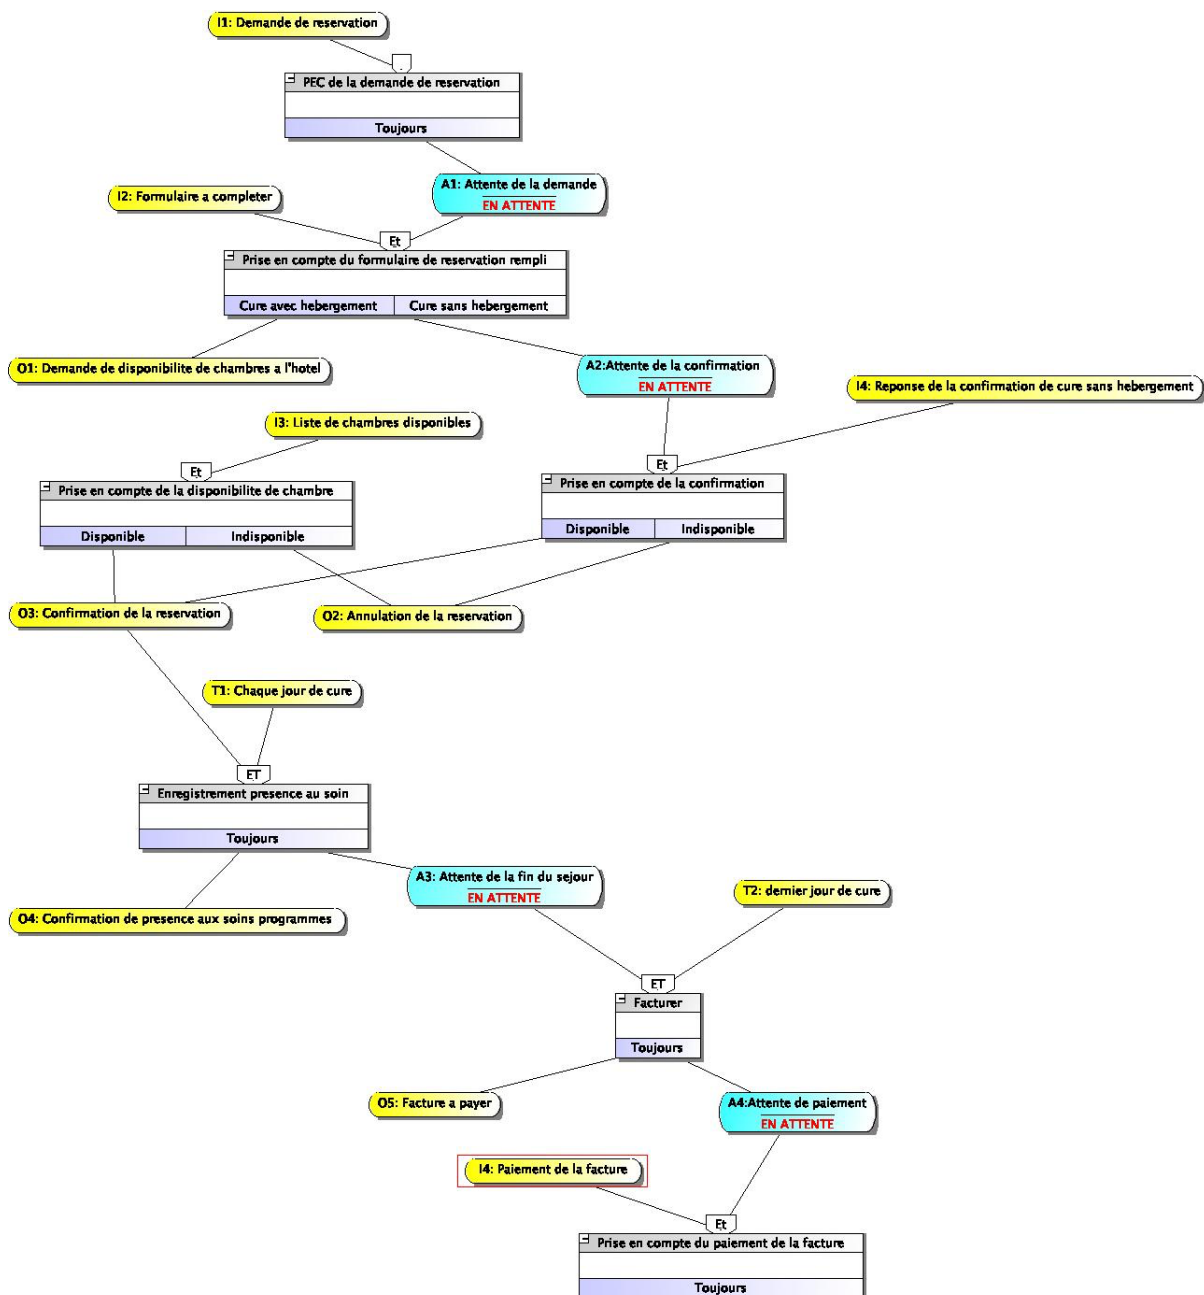 I1: Demande de reservation
PEC de la demande de reservation
Toujours
I2: Formulaire a completer
A1: Attente de la demande
EN ATTENTE
Et
Prise en compte du formulaire de reservation rempli
Cure avec hebergement
Cure sans hebergement
O1: Demande de disponibilite de chambres a l'hotel
A2:Attente de la confirmation
EN ATTENTE
I4: Reponse de la confirmation de cure sans hebergement
I3: Liste de chambres disponibles
Et
Prise en compte de la disponibilite de chambre
Disponible
Indisponible
Et
Prise en compte de la confirmation
Disponible
Indisponible
O3: Confirmation de la reservation
O2: Annulation de la reservation
T1: Chaque jour de cure
ET
Enregistrement presence au soin
Toujours
A3: Attente de la fin du sejour
EN ATTENTE
T2: dernier jour de cure
O4: Confirmation de presence aux soins programmes
ET
Facturer
Toujours
O5: Facture a payer
A4:Attente de paiement
EN ATTENTE
I4: Paiement de la facture
Et
Prise en compte du paiement de la facture
Toujours